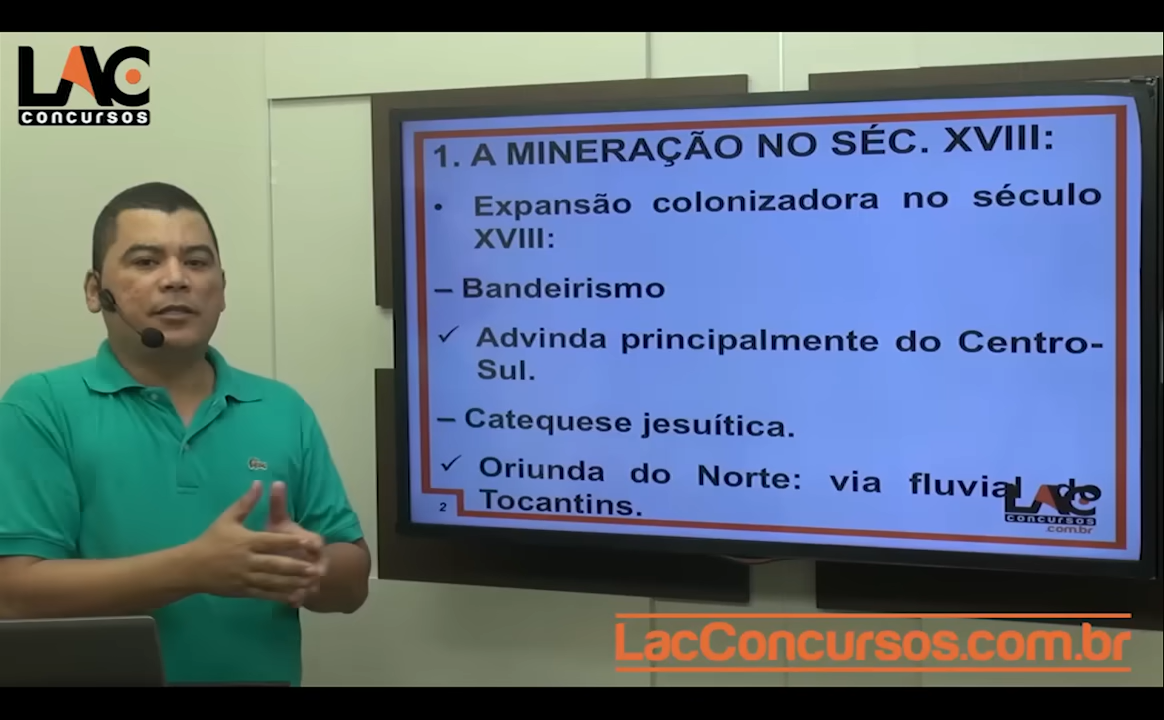 LAC
concursos
1. A MINERAÇÃO NO SÉC. XVIII:
• Expansão colonizadora no século
XVIII:
– Bandeirismo
✓ Advinda principalmente do Centro-
Sul.
– Catequese jesuítica.
✓ Oriunda do Norte: via fluvial do
Tocantins.
2
LAC
concursos
.com.br
LacConcursos.com.br